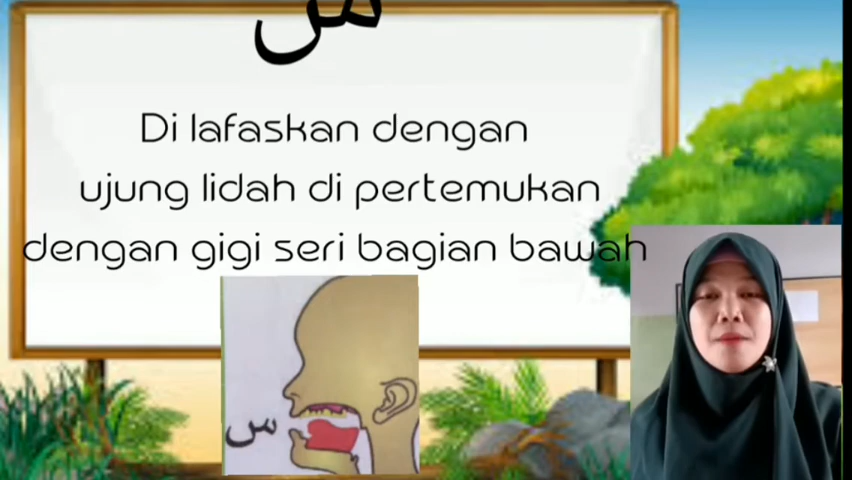 س
Di lafaskan dengan
ujung lidah di pertemukan
dengan gigi seri bagian bawah
س